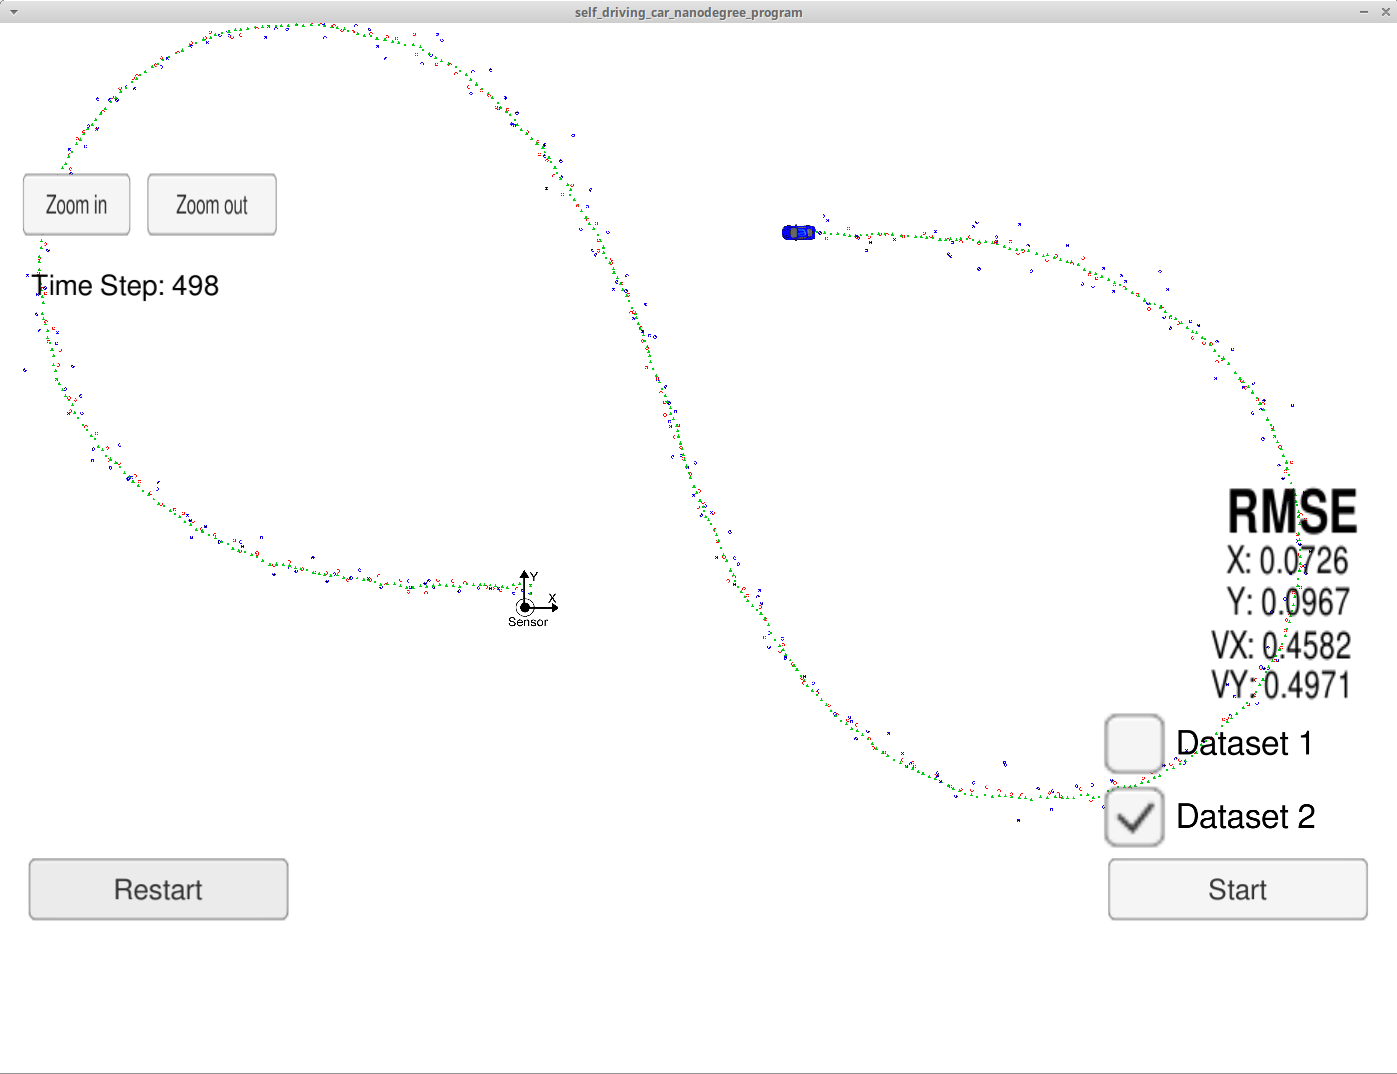 self_driving_car_nanodegree_program
Zoom in
Zoom out
Time Step: 498
Y
X
Sensor
RMSE
X: 0.0726
Y: 0.0967
VX: 0.4582
VY: 0.4971
Dataset 1
Dataset 2
Restart
Start